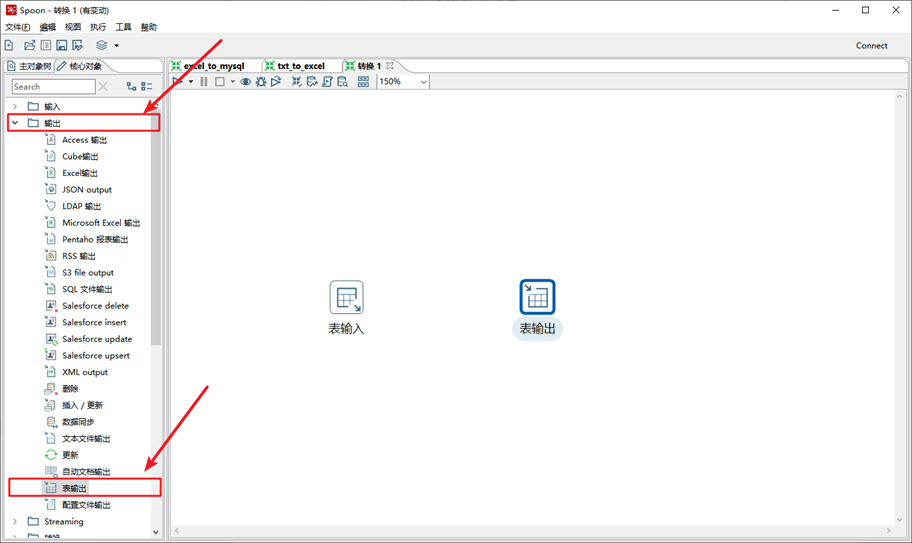 Spoon - 转换 1 (有变动)
文件(F) 编辑 视图 执行 工具 帮助
Connect
主对象树 核心对象
excel_to_mysql txt_to_excel 转换 1
Search
150%
输入
输出
Access 输出
Cube输出
Excel输出
JSON output
LDAP 输出
Microsoft Excel 输出
Pentaho 报表输出
RSS 输出
S3 file output
SQL 文件输出
Salesforce delete
Salesforce insert
Salesforce update
Salesforce upsert
XML output
删除
插入 / 更新
数据同步
文本文件输出
更新
自动文档输出
表输出
配置文件输出
Streaming
转换
表输入 表输出